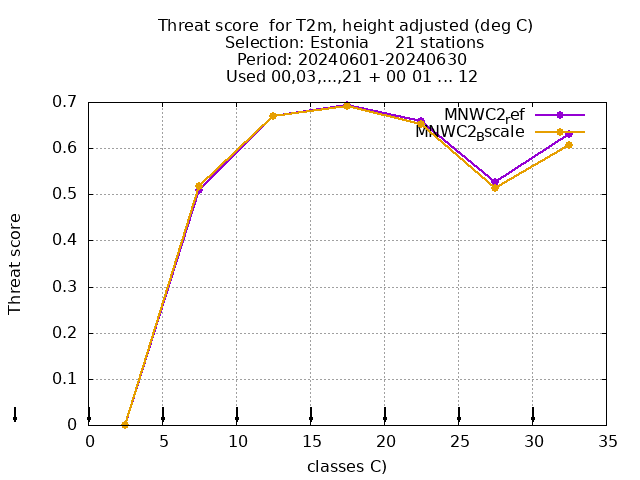 Threat score  for T2m, height adjusted (deg C)
Selection: Estonia     21 stations
Period: 20240601-20240630
Used 00,03,...,21 + 00 01 ... 12
MNWC2ref
MNWC2Bscale
Threat score
0.7
0.6
0.5
0.4
0.3
0.2
0.1
0
0 5 10 15 20 25 30 35
classes C)